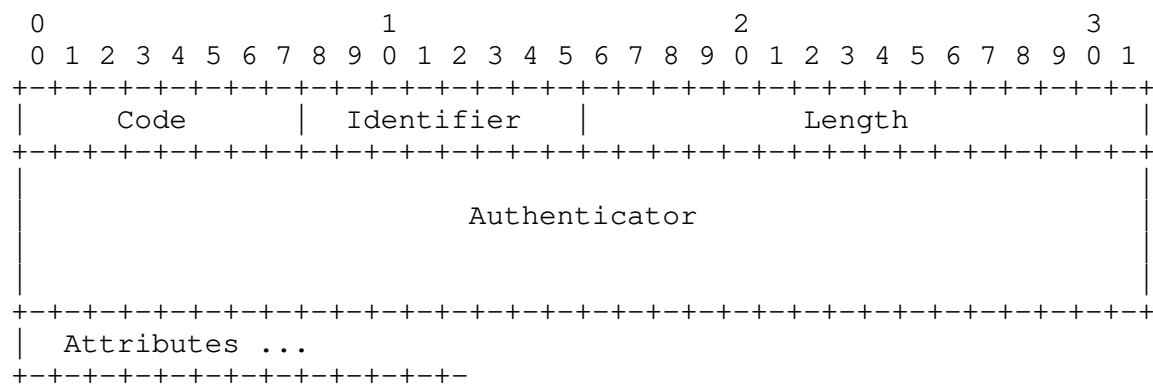 0                   1                   2                   3
0 1 2 3 4 5 6 7 8 9 0 1 2 3 4 5 6 7 8 9 0 1 2 3 4 5 6 7 8 9 0 1
+-+-+-+-+-+-+-+-+-+-+-+-+-+-+-+-+-+-+-+-+-+-+-+-+-+-+-+-+-+-+-+-+
|     Code      |  Identifier   |            Length             |
+-+-+-+-+-+-+-+-+-+-+-+-+-+-+-+-+-+-+-+-+-+-+-+-+-+-+-+-+-+-+-+-+
|                                                               |
|                         Authenticator                         |
|                                                               |
|                                                               |
+-+-+-+-+-+-+-+-+-+-+-+-+-+-+-+-+-+-+-+-+-+-+-+-+-+-+-+-+-+-+-+-+
|  Attributes ...
+-+-+-+-+-+-+-+-+-+-+-+-+-